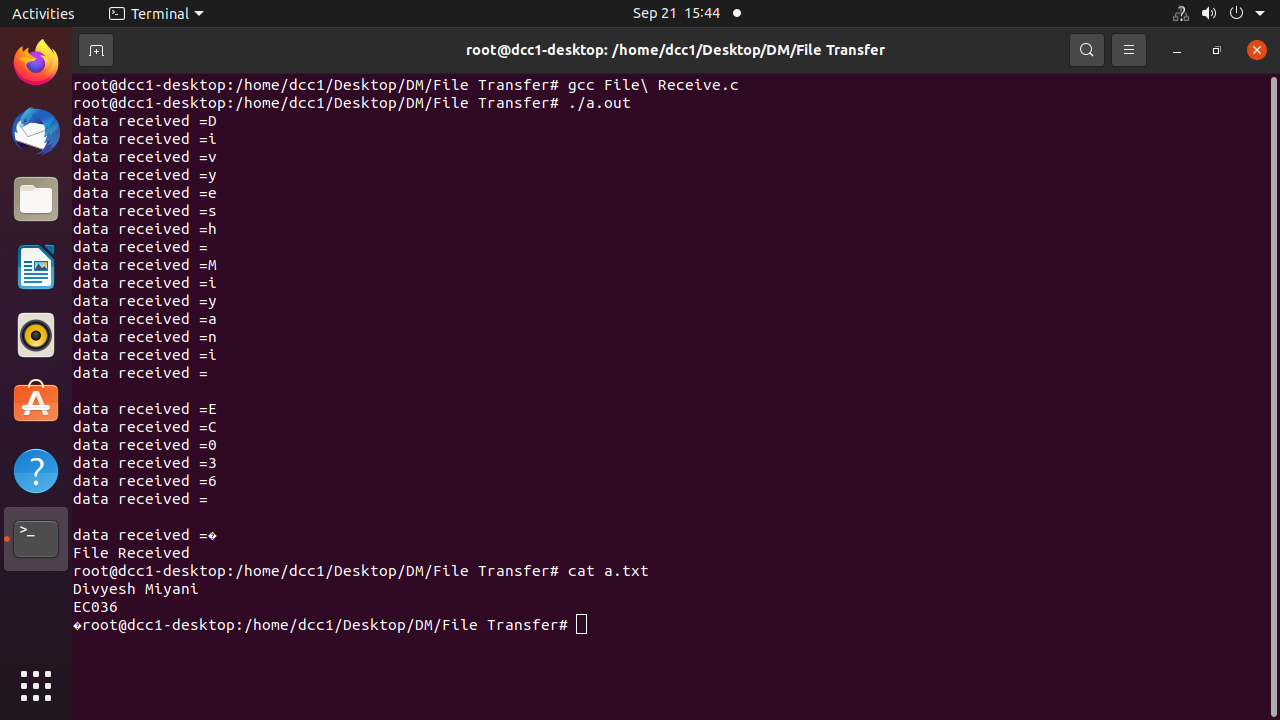 Activities
Terminal
Sep 21 15:44
root@dcc1-desktop: /home/dcc1/Desktop/DM/File Transfer
root@dcc1-desktop:/home/dcc1/Desktop/DM/File Transfer# gcc File\ Receive.c
root@dcc1-desktop:/home/dcc1/Desktop/DM/File Transfer# ./a.out
data received =D
data received =i
data received =v
data received =y
data received =e
data received =s
data received =h
data received =
data received =M
data received =i
data received =y
data received =a
data received =n
data received =i
data received =

data received =E
data received =C
data received =0
data received =3
data received =6
data received =

data received =�
File Received
root@dcc1-desktop:/home/dcc1/Desktop/DM/File Transfer# cat a.txt
Divyesh Miyani
EC036
�root@dcc1-desktop:/home/dcc1/Desktop/DM/File Transfer#